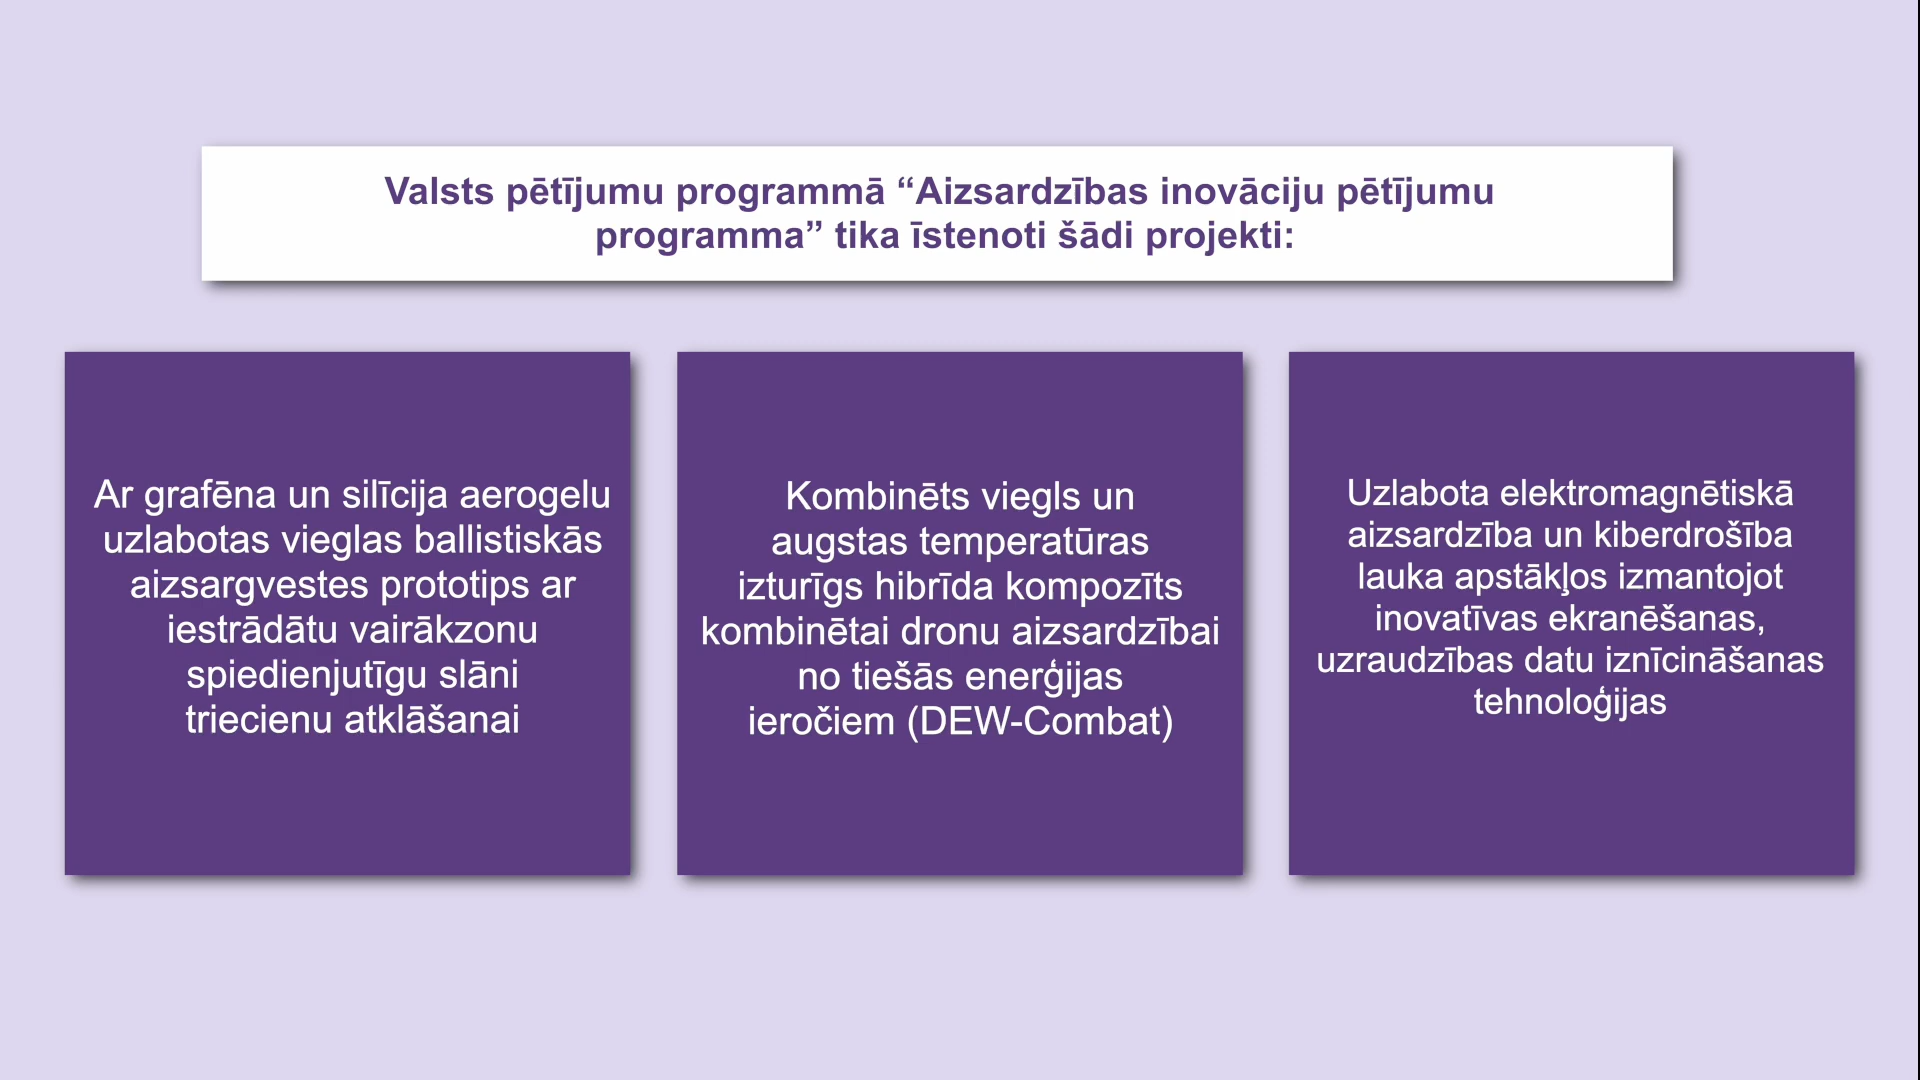 Valsts pētījumu programmā “Aizsardzības inovāciju pētījumu
programma” tika īstenoti šādi projekti:
Ar grafēna un silīcija aerogelu
uzlabotas vieglas ballistiskās
aizsargvestes prototips ar
iestrādātu vairākzonu
spiedienjutīgu slāni
triecienu atklāšanai
Kombinēts viegls un
augstas temperatūras
izturīgs hibrīda kompozīts
kombinētai dronu aizsardzībai
no tiešās enerģijas
ieročiem (DEW-Combat)
Uzlabota elektromagnētiskā
aizsardzība un kiberdrošība
lauka apstākļos izmantojot
inovatīvas ekranēšanas,
uzraudzības datu iznīcināšanas
tehnoloģijas